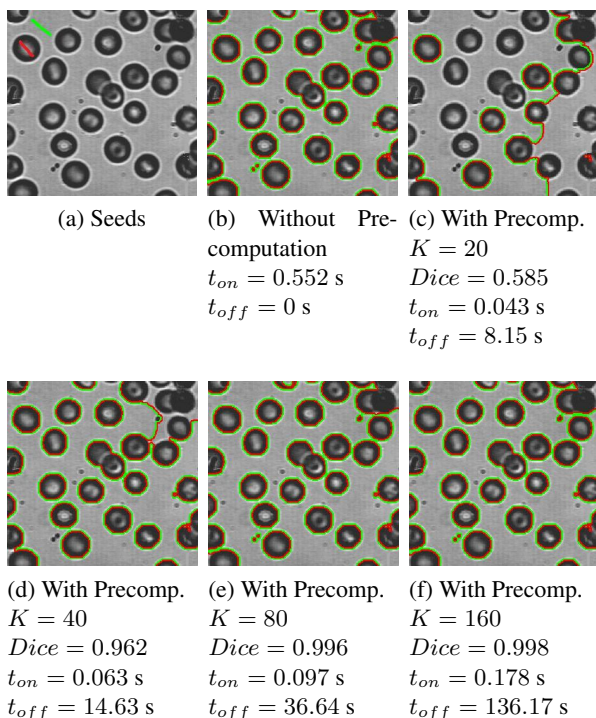 (a) Seeds
(b) Without Pre-
computation
t_on = 0.552 s
t_off = 0 s
(c) With Precomp.
K = 20
Dice = 0.585
t_on = 0.043 s
t_off = 8.15 s
(d) With Precomp.
K = 40
Dice = 0.962
t_on = 0.063 s
t_off = 14.63 s
(e) With Precomp.
K = 80
Dice = 0.996
t_on = 0.097 s
t_off = 36.64 s
(f) With Precomp.
K = 160
Dice = 0.998
t_on = 0.178 s
t_off = 136.17 s